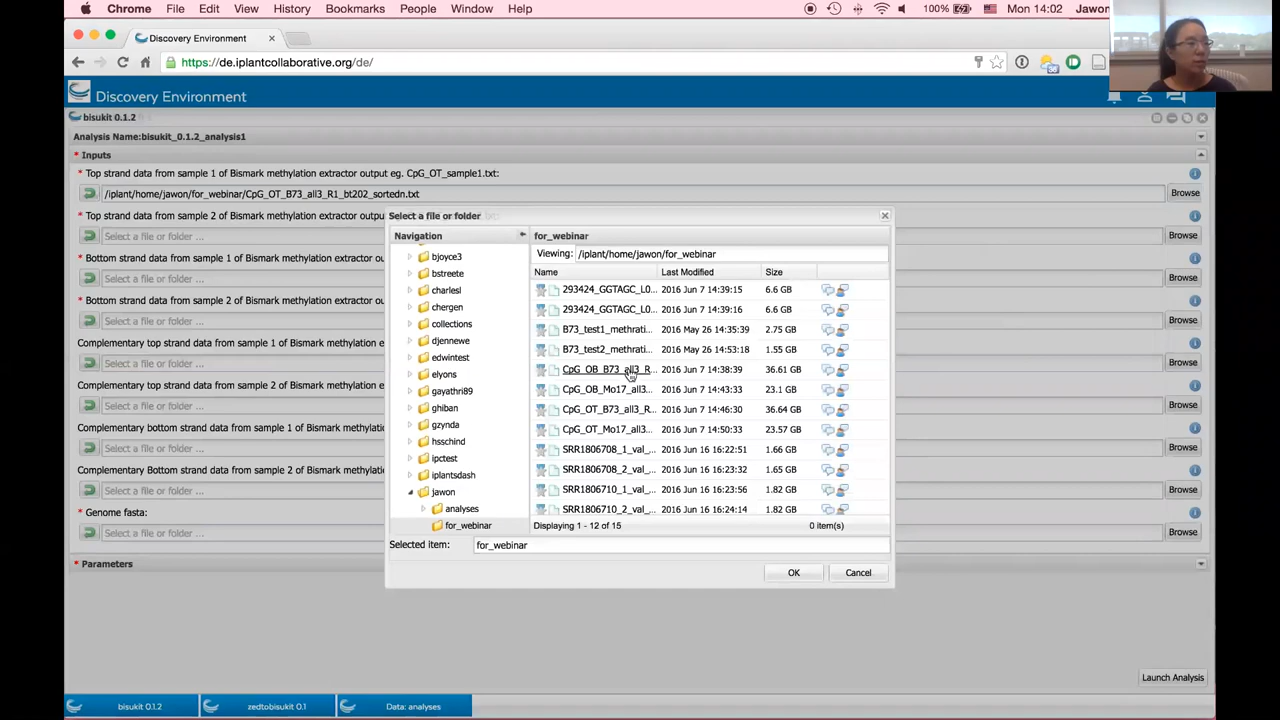 Chrome File Edit View History Bookmarks People Window Help 100% Mon 14:02 Jawon
Discovery Environment
https://de.iplantcollaborative.org/de/
Discovery Environment
bisukit 0.1.2
Analysis Name:bisukit_0.1.2_analysis1
Inputs
* Top strand data from sample 1 of Bismark methylation extractor output eg. CpG_OT_sample1.txt:
/iplant/home/jawon/for_webinar/CpG_OT_B73_all3_R1_bt202_sortedn.txt Browse
* Top strand data from sample 2 of Bismark methylation extractor outpu
Select a file or folder ... Browse
* Bottom strand data from sample 1 of Bismark methylation extractor o
Select a file or folder ... Browse
* Bottom strand data from sample 2 of Bismark methylation extractor o
Select a file or folder ... Browse
Complementary top strand data from sample 1 of Bismark methylation
Select a file or folder ... Browse
Complementary top strand data from sample 2 of Bismark methylation
Select a file or folder ... Browse
Complementary bottom strand data from sample 1 of Bismark methylat
Select a file or folder ... Browse
Complementary Bottom strand data from sample 2 of Bismark methylat
Select a file or folder ... Browse
* Genome fasta:
Select a file or folder ... Browse
Parameters
Launch Analysis
Select a file or folder
Navigation
bjoyce3
bstreete
charlesl
chergen
collections
djennewe
edwintest
elyons
gayathri89
ghiban
gzynda
hsschind
ipctest
iplantsdash
jawon
analyses
for_webinar
for_webinar
Viewing: /iplant/home/jawon/for_webinar
Name Last Modified Size
293424_GGTAGC_L0... 2016 Jun 7 14:39:15 6.6 GB
293424_GGTAGC_L0... 2016 Jun 7 14:39:16 6.6 GB
B73_test1_methrati... 2016 May 26 14:35:39 2.75 GB
B73_test2_methrati... 2016 May 26 14:53:18 1.55 GB
CpG_OB_B73_all3_R... 2016 Jun 7 14:38:39 36.61 GB
CpG_OB_Mo17_all3... 2016 Jun 7 14:43:33 23.1 GB
CpG_OT_B73_all3_R... 2016 Jun 7 14:46:30 36.64 GB
CpG_OT_Mo17_all3... 2016 Jun 7 14:50:33 23.57 GB
SRR1806708_1_val_... 2016 Jun 16 16:22:51 1.66 GB
SRR1806708_2_val_... 2016 Jun 16 16:23:32 1.65 GB
SRR1806710_1_val_... 2016 Jun 16 16:23:56 1.82 GB
SRR1806710_2_val_... 2016 Jun 16 16:24:14 1.82 GB
Displaying 1 - 12 of 15 0 item(s)
Selected item: for_webinar
OK Cancel
bisukit 0.1.2 zedtobisukit 0.1 Data: analyses